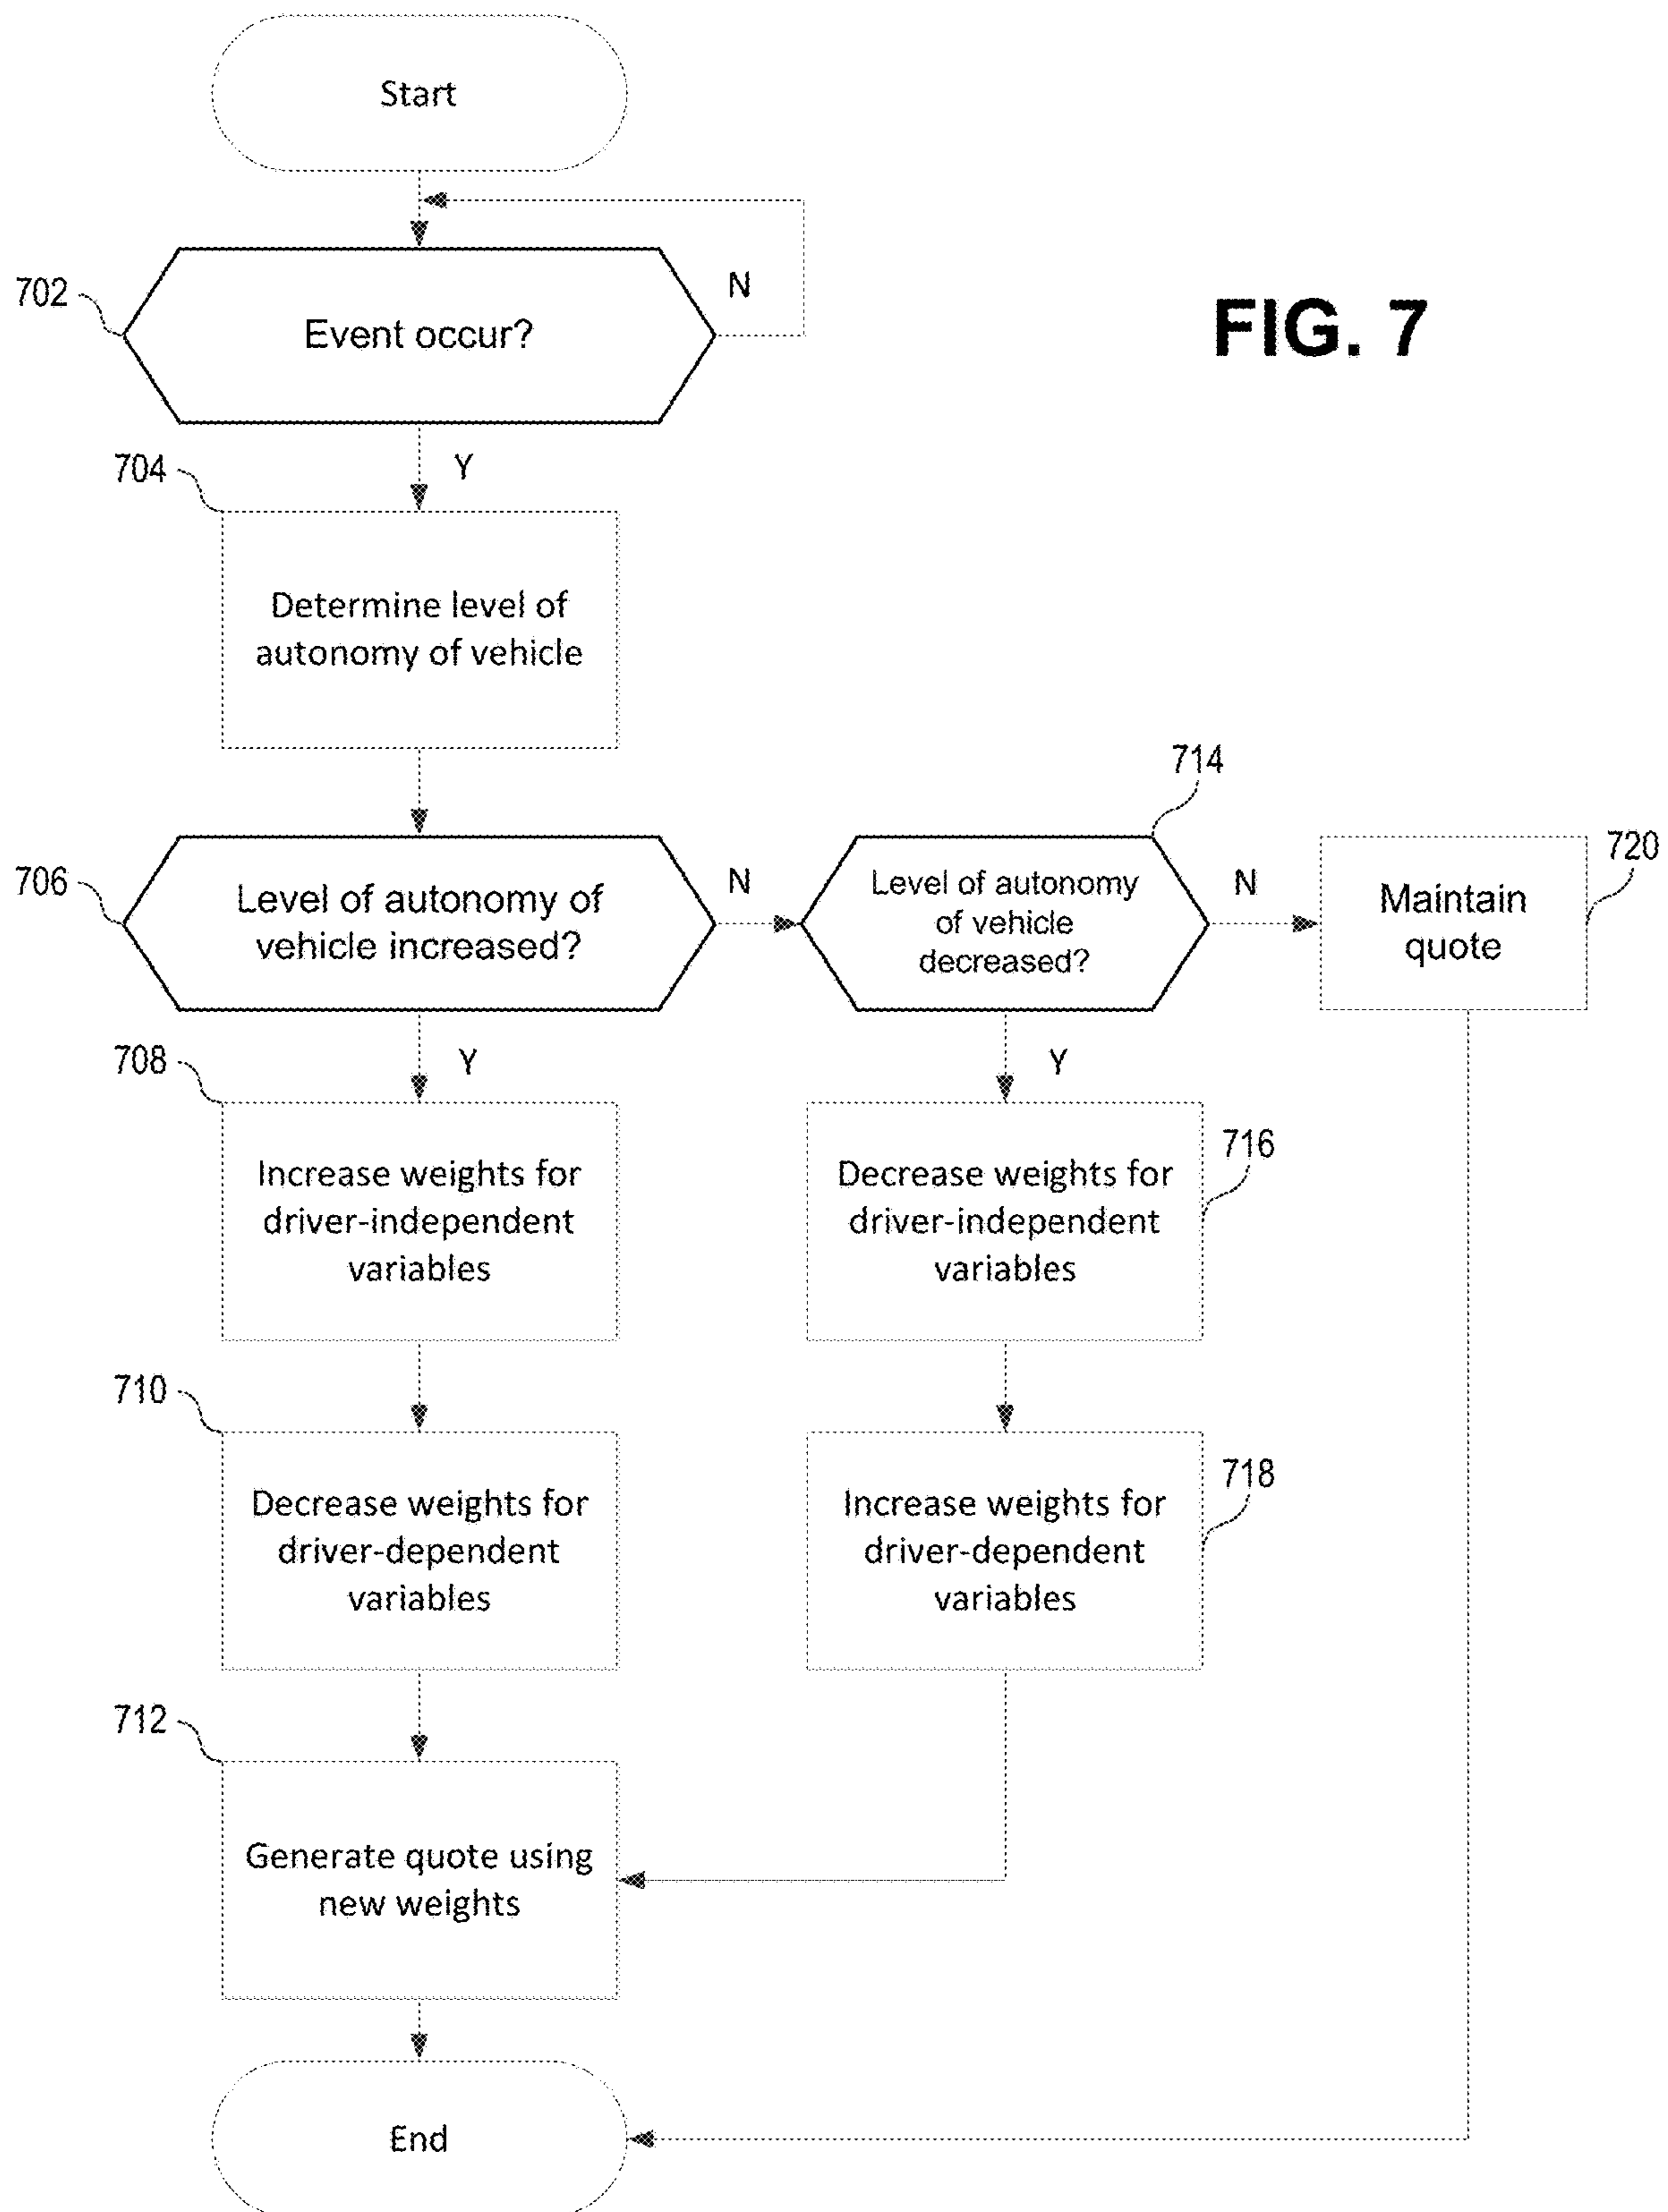 Start
702
Event occur?
N
FIG. 7
Y
704
Determine level of
autonomy of vehicle
706
Level of autonomy of
vehicle increased?
N
714
Level of autonomy
of vehicle
decreased?
N
720
Maintain
quote
Y
708
Increase weights for
driver-independent
variables
Y
716
Decrease weights for
driver-independent
variables
710
Decrease weights for
driver-dependent
variables
718
Increase weights for
driver-dependent
variables
712
Generate quote using
new weights
End